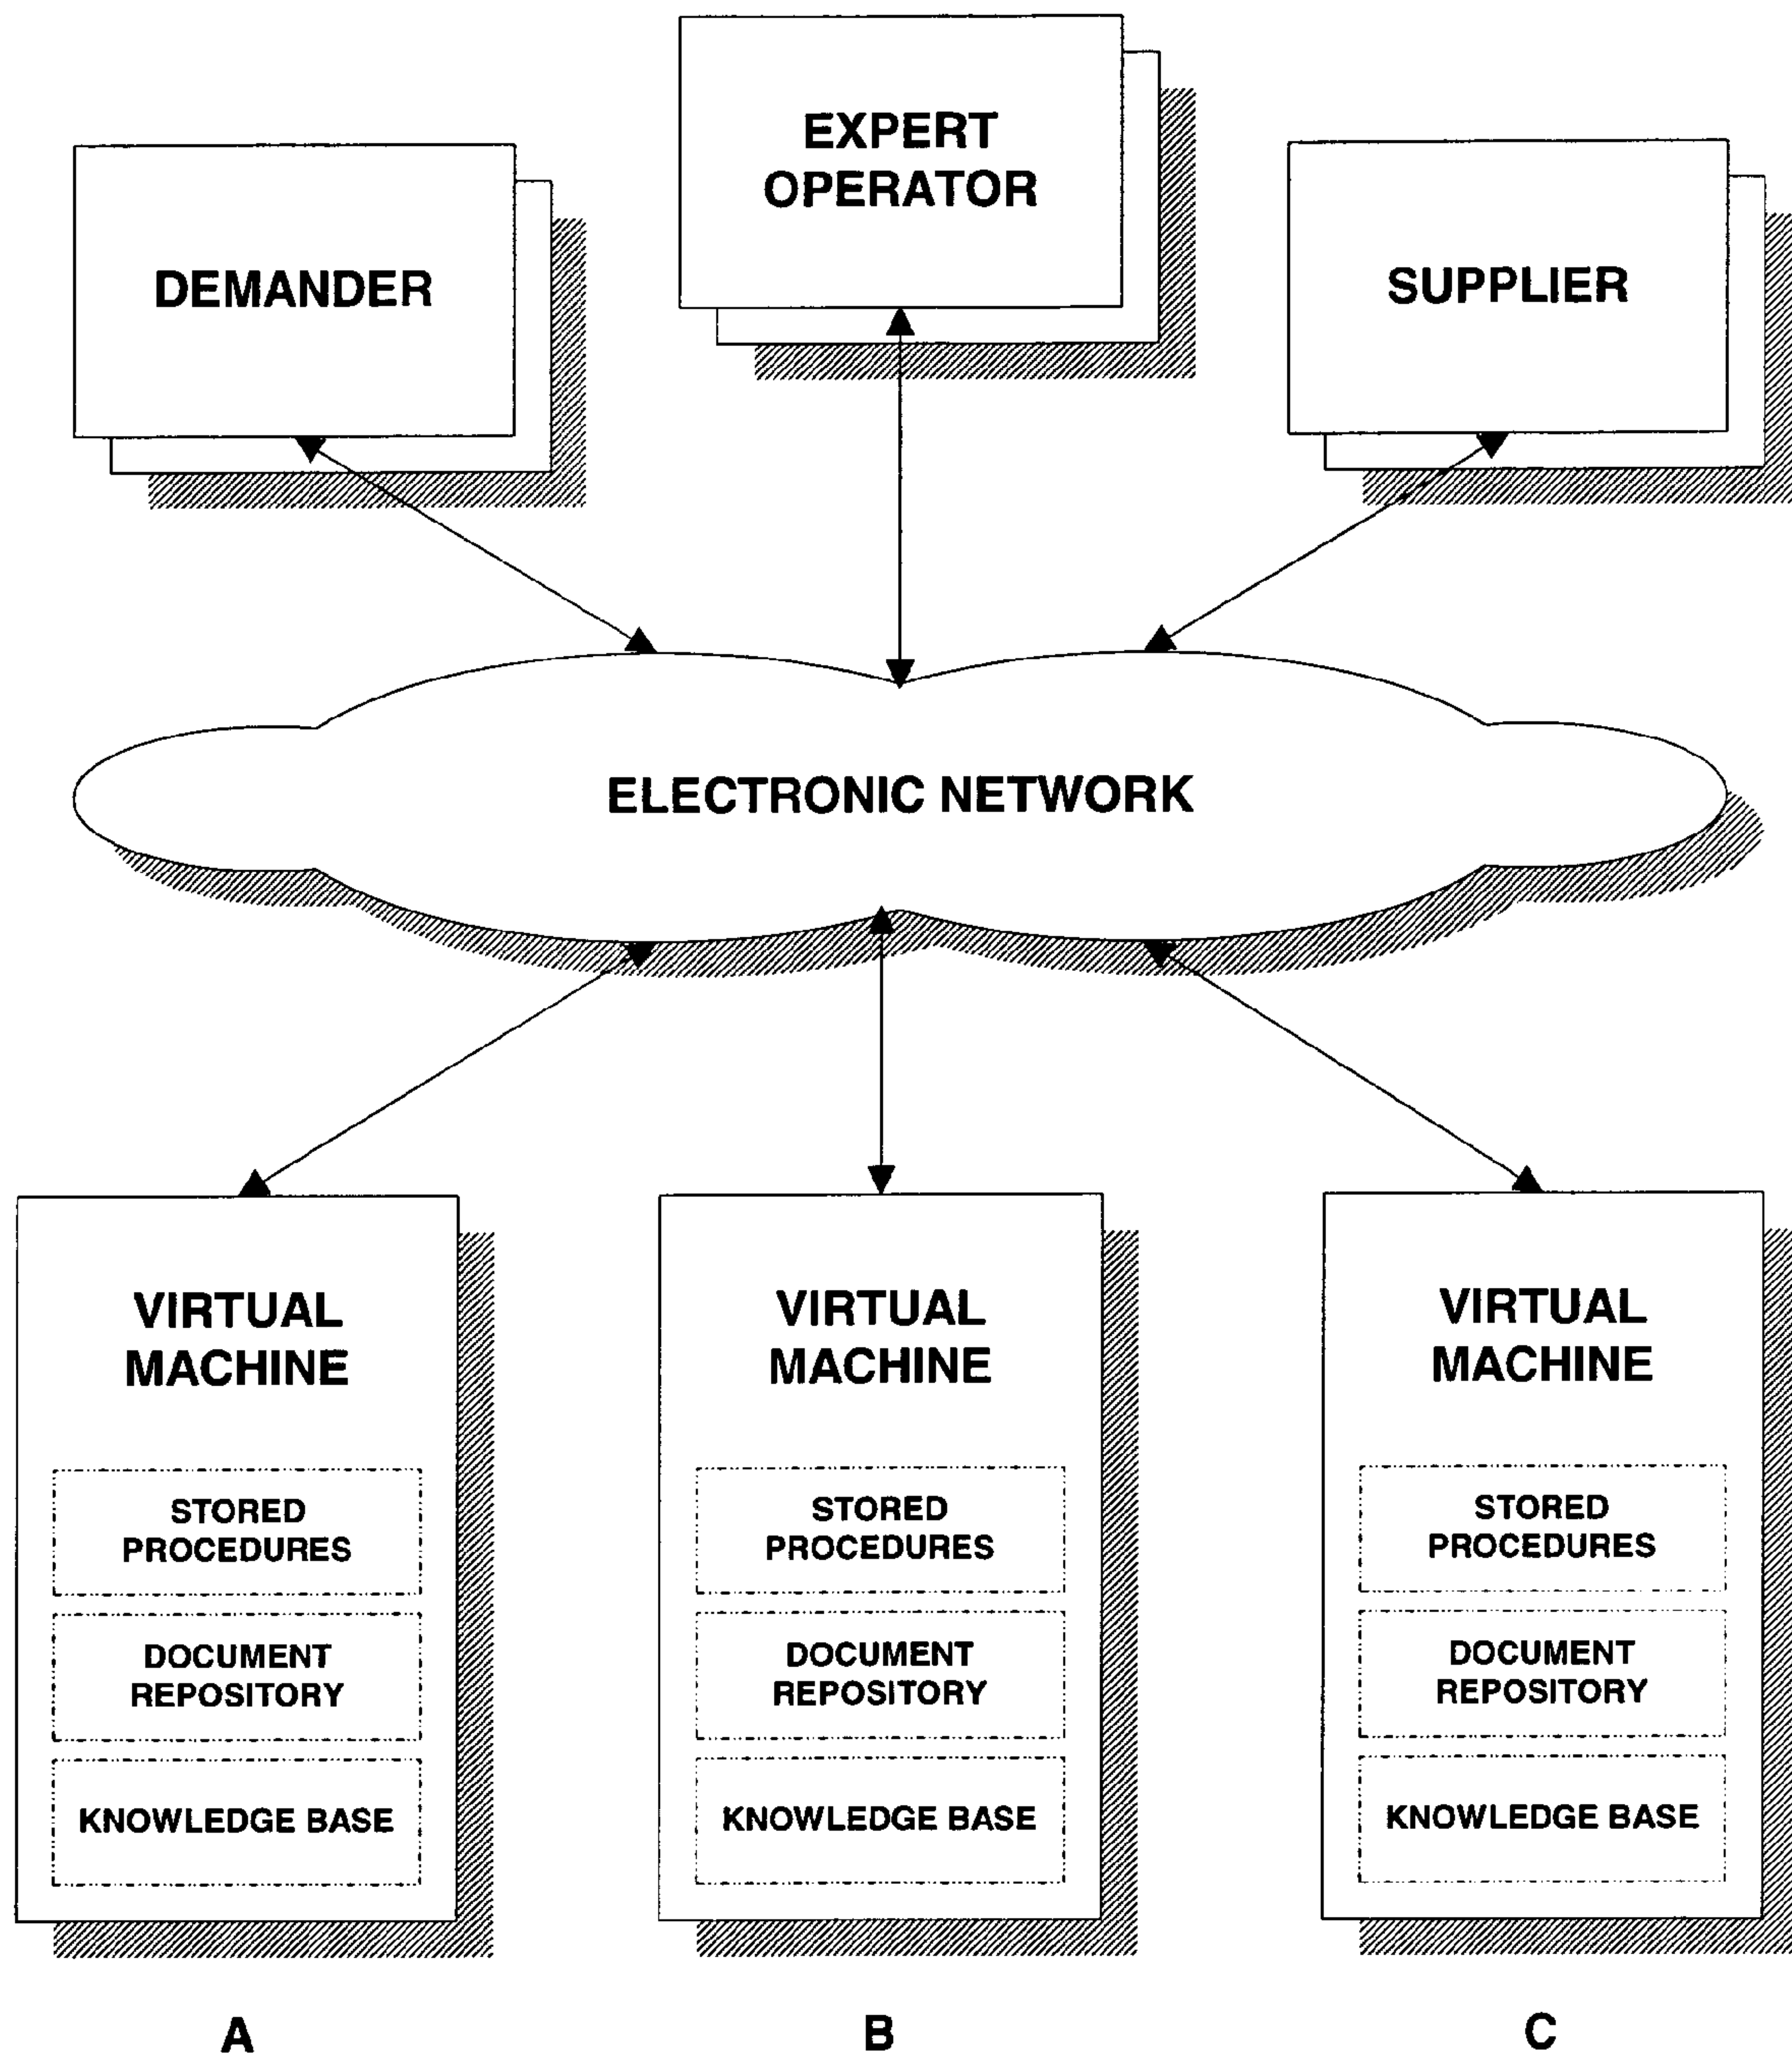 EXPERT
OPERATOR
DEMANDER
SUPPLIER
ELECTRONIC NETWORK
VIRTUAL
MACHINE
STORED
PROCEDURES
DOCUMENT
REPOSITORY
KNOWLEDGE BASE
A
VIRTUAL
MACHINE
STORED
PROCEDURES
DOCUMENT
REPOSITORY
KNOWLEDGE BASE
B
VIRTUAL
MACHINE
STORED
PROCEDURES
DOCUMENT
REPOSITORY
KNOWLEDGE BASE
C